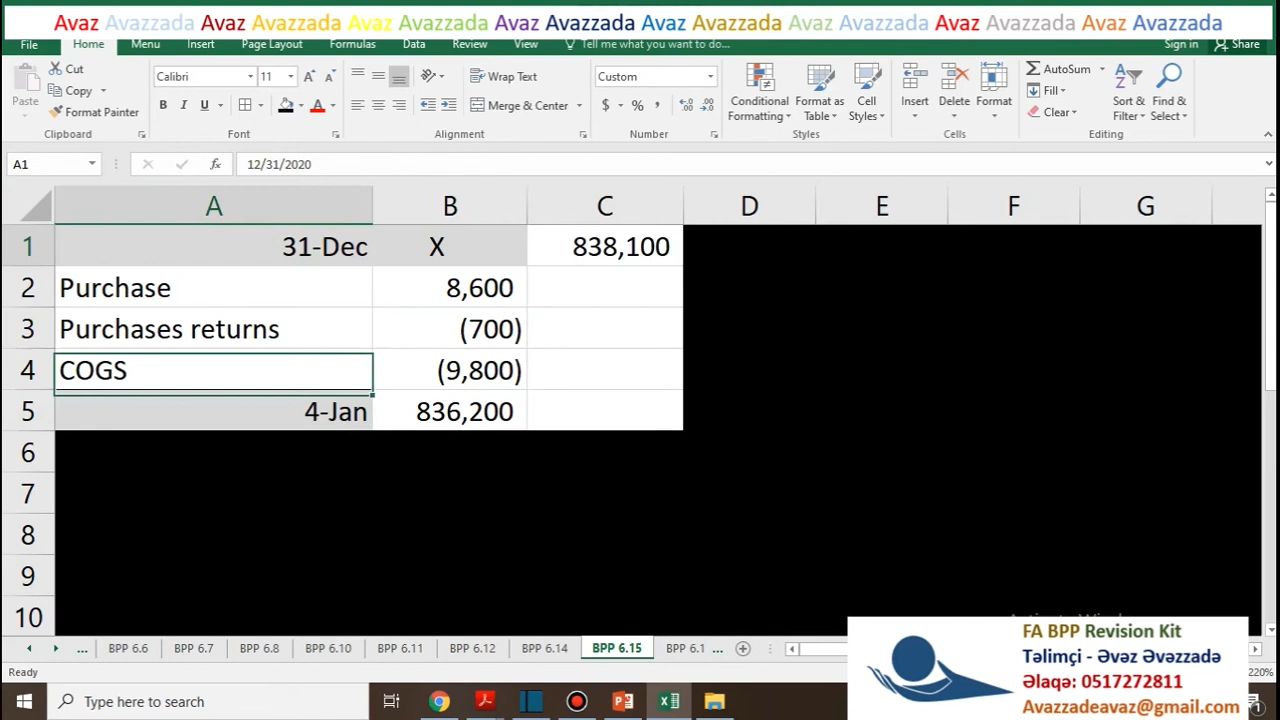 Avaz Avazzada Avaz Avazzada Avaz Avazzada Avaz Avazzada Avaz Avazzada Avaz Avazzada Avaz Avazzada Avaz Avazzada
File Home Menu Insert Page Layout Formulas Data Review View Tell me what you want to do... Sign in Share
Paste Cut Copy Format Painter
Calibri 11 B I U
Wrap Text Merge & Center
Custom $ % ,
Conditional Formatting Format as Table Cell Styles
Insert Delete Format
AutoSum Fill Clear Sort & Filter Find & Select
Clipboard Font Alignment Number Styles Cells Editing
A1 fx 12/31/2020
A B C D E F G
1 31-Dec X 838,100
2 Purchase 8,600
3 Purchases returns (700)
4 COGS (9,800)
5 4-Jan 836,200
6
7
8
9
10
... BPP 6.7 BPP 6.8 BPP 6.10 BPP 6.11 BPP 6.12 BPP 6.14 BPP 6.15 BPP 6.1 ...
Ready 220%
Type here to search
FA BPP Revision Kit
Təlimçi - Əvəz Əvəzzadə
Əlaqə: 0517272811
Avazzadeavaz@gmail.com